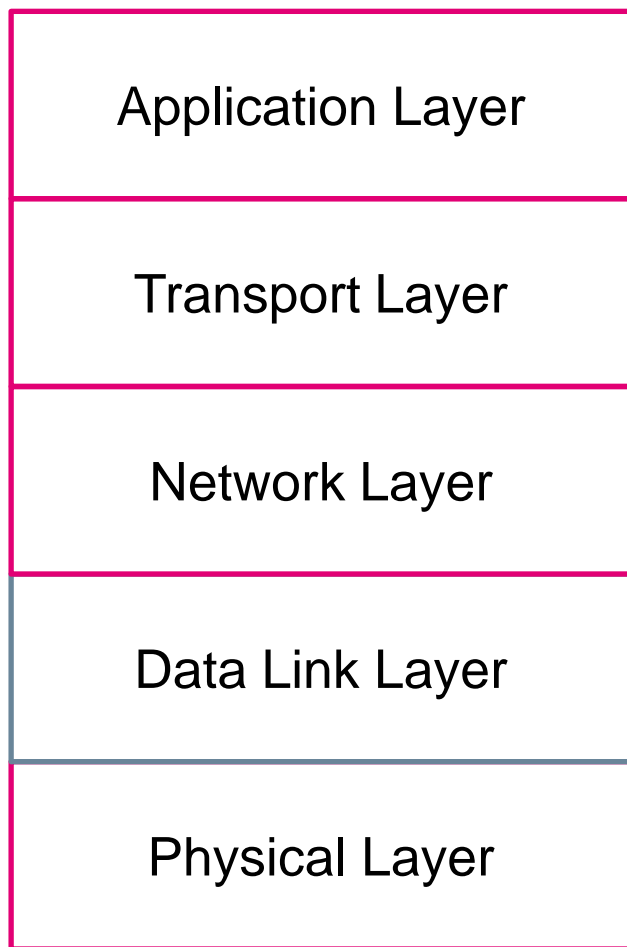 Application Layer
Transport Layer
Network Layer
Data Link Layer
Physical Layer